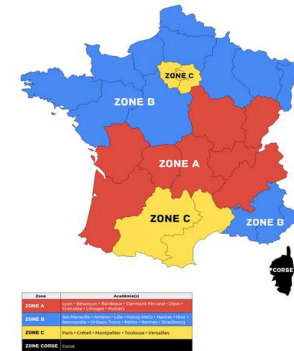 ZONE C
ZONE B
ZONE A
ZONE C
ZONE B
CORSE
Zone Académie(s)
ZONE A Lyon • Besançon • Bordeaux • Clermont-Ferrand • Dijon •
Grenoble • Limoges • Poitiers
ZONE B Aix-Marseille • Amiens • Lille • Nancy-Metz • Nantes • Nice •
Normandie • Orléans-Tours • Reims • Rennes • Strasbourg
ZONE C Paris • Créteil • Montpellier • Toulouse • Versailles
ZONE CORSE Corse